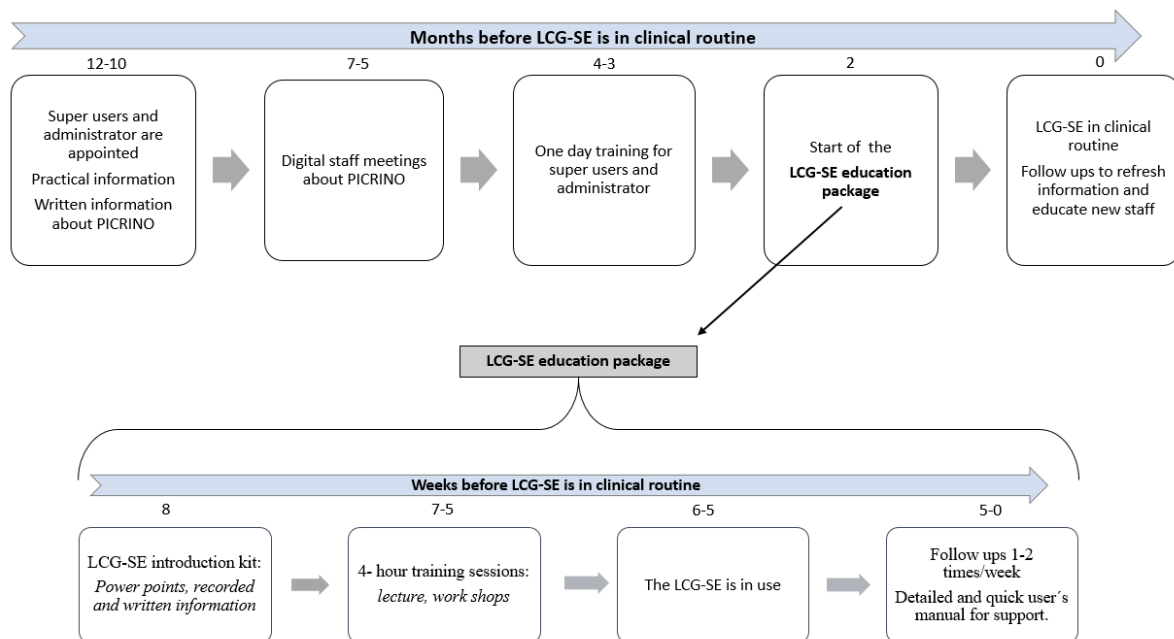 Months before LCG-SE is in clinical routine
12-10
7-5
4-3
2
0
Super users and
administrator are
appointed
Practical information
Written information
about PICRINO
Digital staff meetings
about PICRINO
One day training for
super users and
administrator
Start of the
LCG-SE education
package
LCG-SE in clinical
routine
Follow ups to refresh
information and
educate new staff
LCG-SE education package
Weeks before LCG-SE is in clinical routine
8
7-5
6-5
5-0
LCG-SE introduction kit:
Power points, recorded
and written information
4- hour training sessions:
lecture, work shops
The LCG-SE is in use
Follow ups 1-2
times/week
Detailed and quick user´s
manual for support.